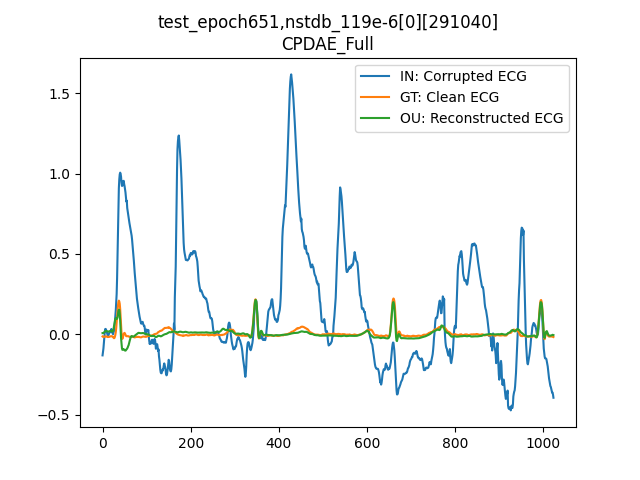 test_epoch651,nstdb_119e-6[0][291040]
CPDAE_Full
IN: Corrupted ECG
GT: Clean ECG
OU: Reconstructed ECG
1.5
1.0
0.5
0.0
−0.5
0 200 400 600 800 1000